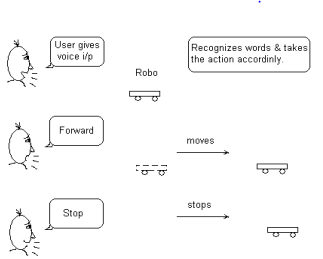 User gives
voice i/p
Recognizes words & takes
the action accordinly.
Robo
Forward
moves
Stop
stops